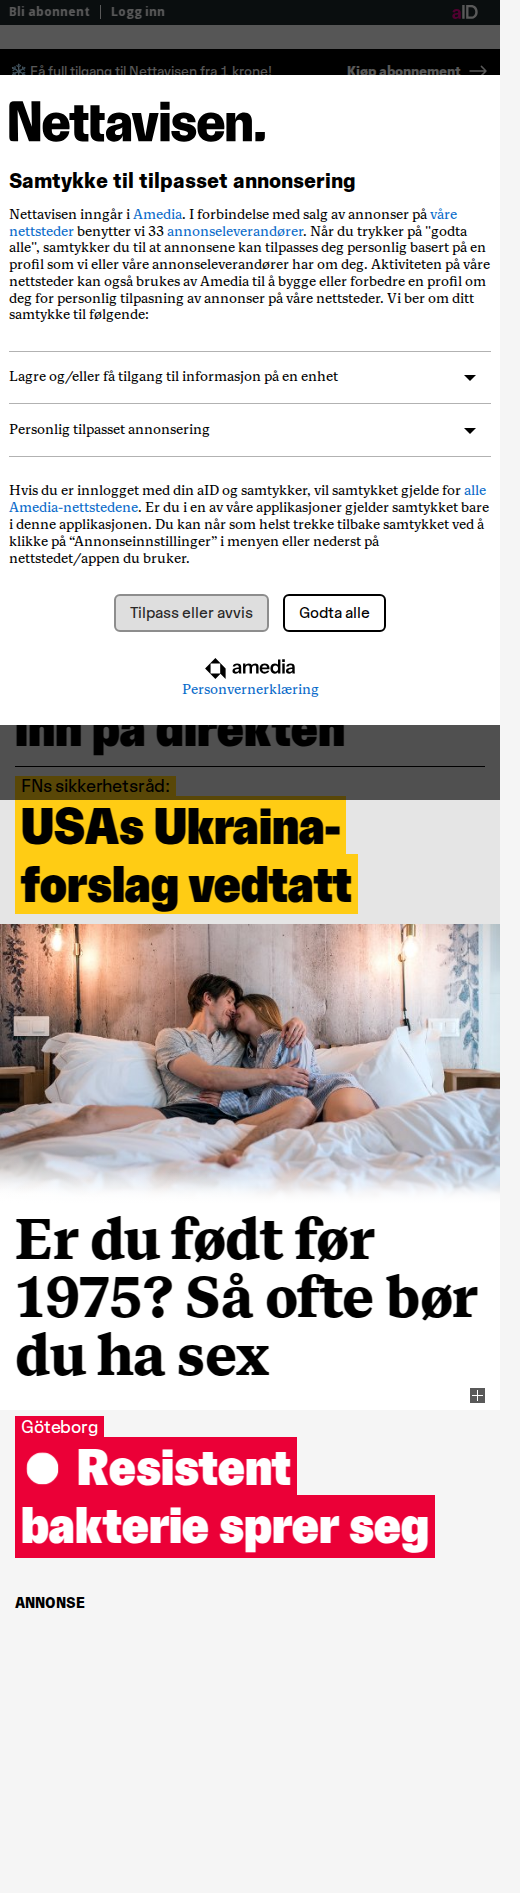 Bli abonnent | Logg inn aID
Få full tilgang til Nettavisen fra 1 krone! Kjøp abonnement →
Nettavisen.
Samtykke til tilpasset annonsering
Nettavisen inngår i Amedia. I forbindelse med salg av annonser på våre
nettsteder benytter vi 33 annonseleverandører. Når du trykker på "godta
alle", samtykker du til at annonsene kan tilpasses deg personlig basert på en
profil som vi eller våre annonseleverandører har om deg. Aktiviteten på våre
nettsteder kan også brukes av Amedia til å bygge eller forbedre en profil om
deg for personlig tilpasning av annonser på våre nettsteder. Vi ber om ditt
samtykke til følgende:
Lagre og/eller få tilgang til informasjon på en enhet
Personlig tilpasset annonsering
Hvis du er innlogget med din aID og samtykker, vil samtykket gjelde for alle
Amedia-nettstedene. Er du i en av våre applikasjoner gjelder samtykket bare
i denne applikasjonen. Du kan når som helst trekke tilbake samtykket ved å
klikke på “Annonseinnstillinger” i menyen eller nederst på
nettstedet/appen du bruker.
Tilpass eller avvis Godta alle
amedia
Personvernerklæring
inn på direkten
FNs sikkerhetsråd:
USAs Ukraina-
forslag vedtatt
Er du født før
1975? Så ofte bør
du ha sex
Göteborg
Resistent
bakterie sprer seg
ANNONSE